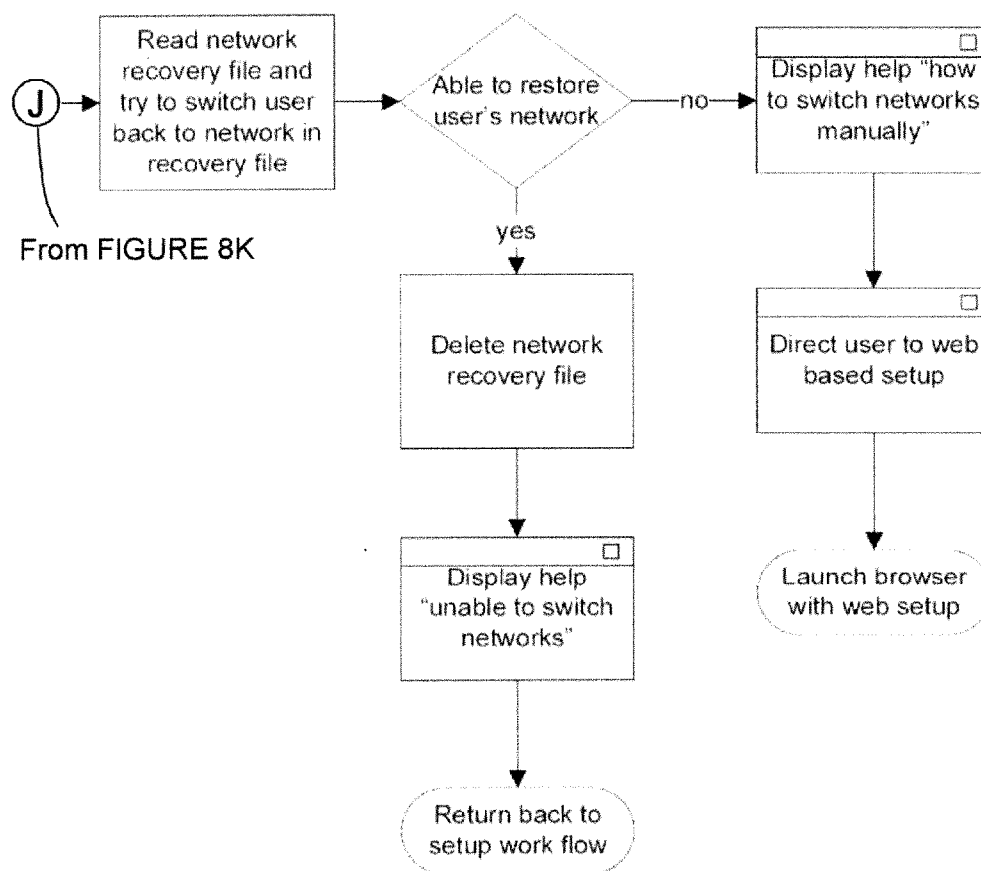 J
From FIGURE 8K
Read network
recovery file and
try to switch user
back to network in
recovery file
Able to restore
user's network
no
Display help "how
to switch networks
manually"
Direct user to web
based setup
Launch browser
with web setup
yes
Delete network
recovery file
Display help
"unable to switch
networks"
Return back to
setup work flow